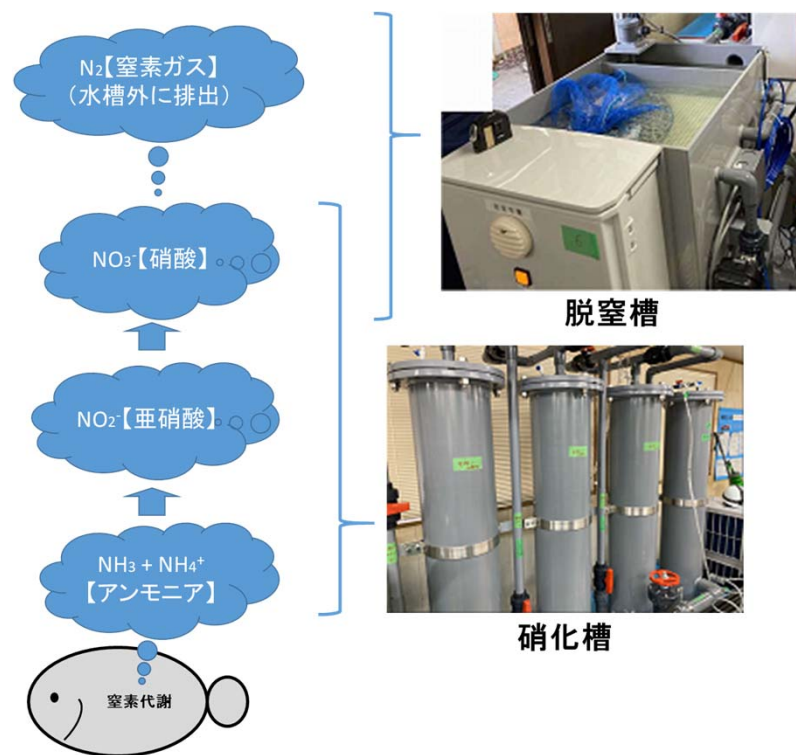 N₂【窒素ガス】
（水槽外に排出）
NO₃⁻【硝酸】
NO₂⁻【亜硝酸】
NH₃ + NH₄⁺
【アンモニア】
窒素代謝
脱窒槽
硝化槽